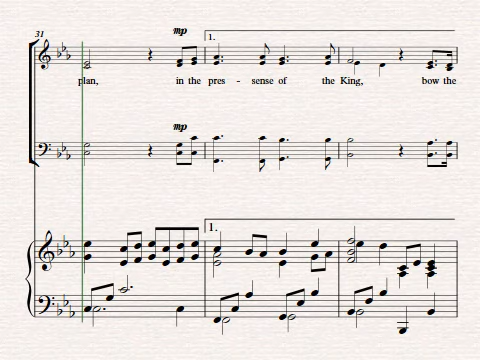 31
mp
1.
plan, in the pres - sense of the King, bow the
mp
1.